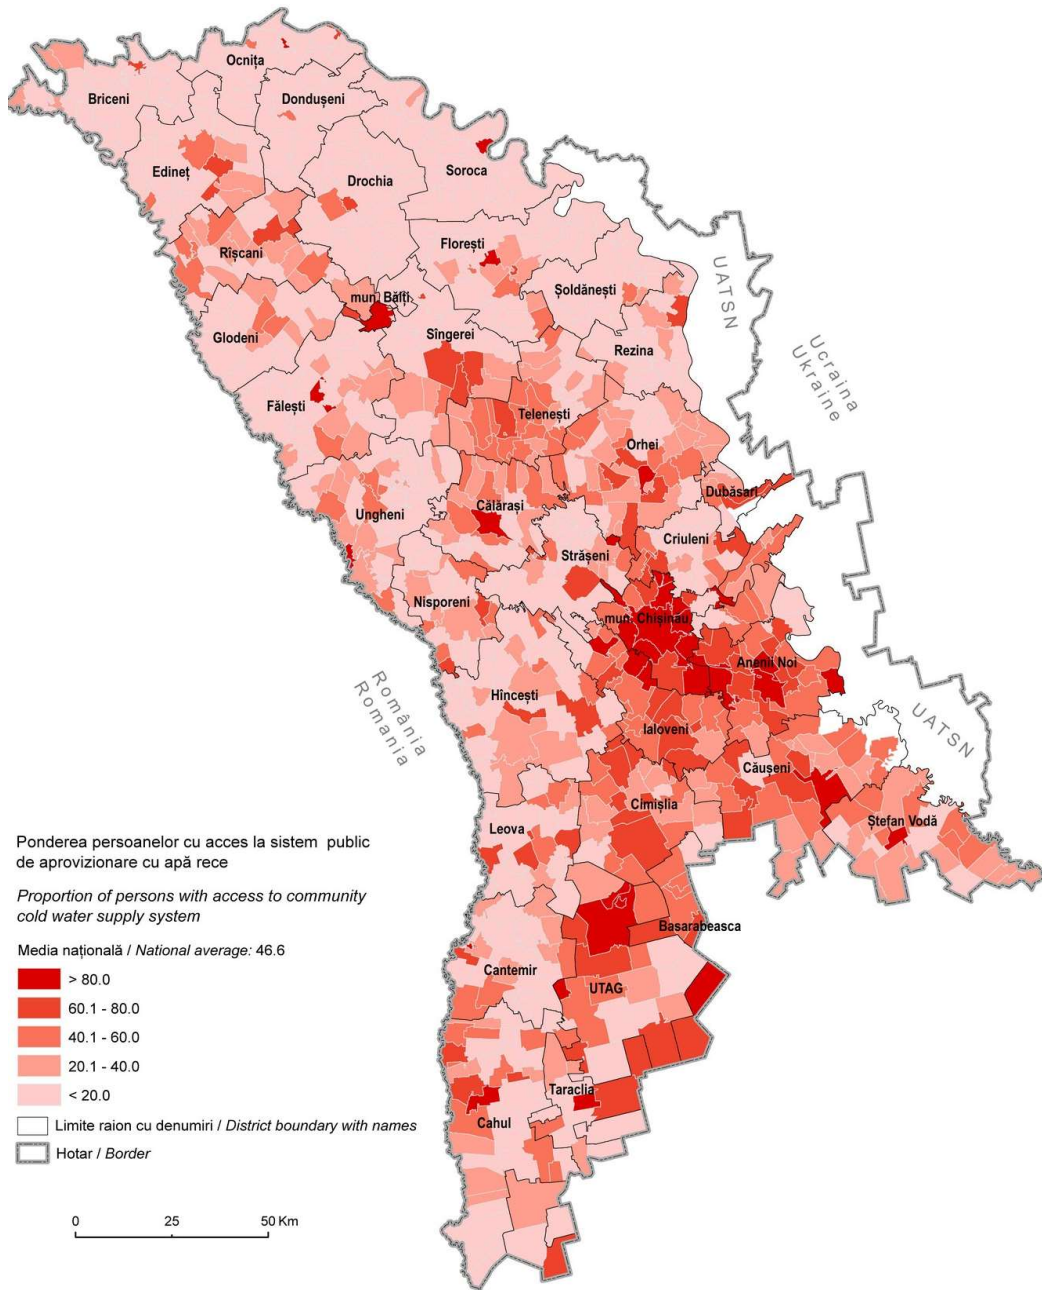 Ocnița
Briceni
Dondușeni
Edineț
Drochia
Soroca
Florești
Rîșcani
UATSN
Șoldănești
mun. Bălți
Glodeni
Sîngerei
Rezina
Ucraina
Ukraine
Fălești
Telenești
Orhei
Dubăsari
Călărași
Ungheni
Criuleni
Strășeni
Nisporeni
mun. Chișinău
Anenii Noi
România
Romania
Hîncești
Ialoveni
UATSN
Căușeni
Cimișlia
Leova
Ștefan Vodă
Ponderea persoanelor cu acces la sistem public
de aprovizionare cu apă rece
Proportion of persons with access to community
cold water supply system
Basarabeasca
Media națională / National average: 46.6
Cantemir
> 80.0
UTAG
60.1 - 80.0
40.1 - 60.0
20.1 - 40.0
< 20.0
Taraclia
Cahul
Limite raion cu denumiri / District boundary with names
Hotar / Border
0 25 50 Km